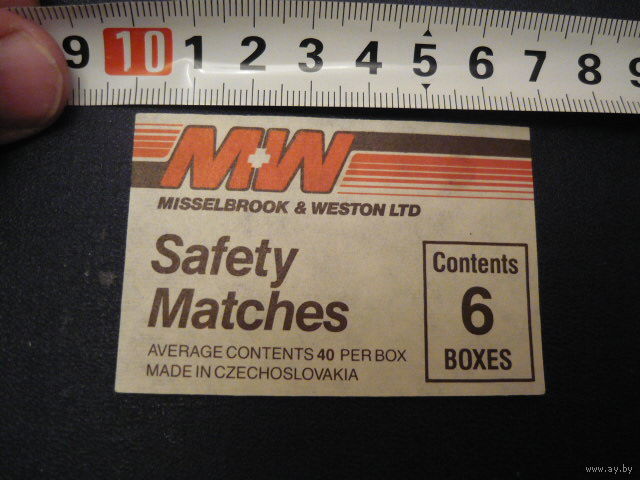 9 10 1 2 3 4 5 6 7 8 9
M+W
MISSELBROOK & WESTON LTD
Safety
Matches
AVERAGE CONTENTS 40 PER BOX
MADE IN CZECHOSLOVAKIA
Contents
6
BOXES
www.ay.by